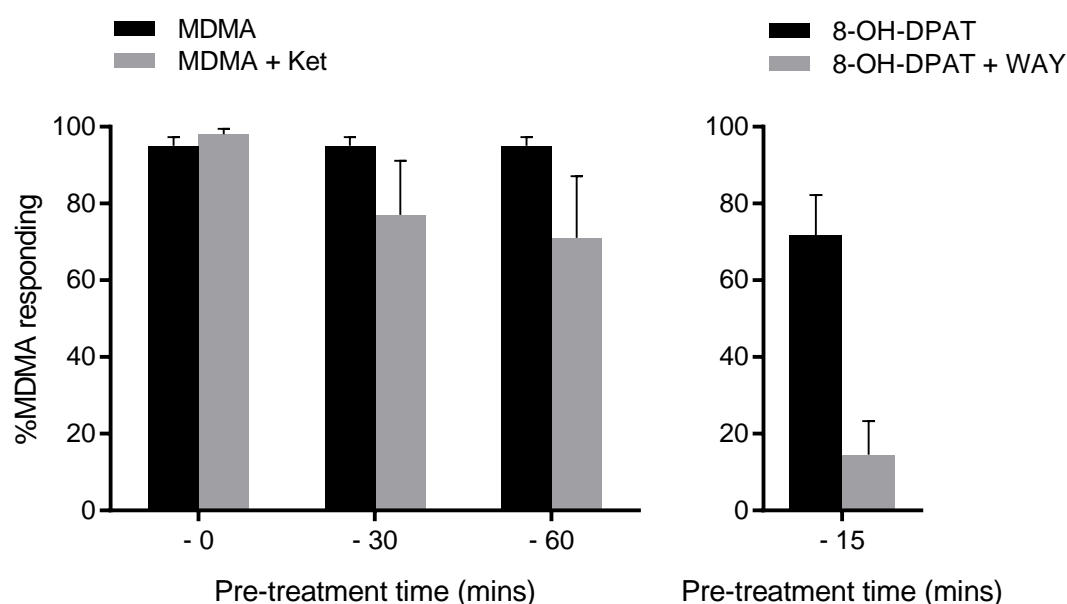 MDMA
MDMA + Ket
100
80
60
40
20
0
%MDMA responding
- 0
- 30
- 60
Pre-treatment time (mins)
8-OH-DPAT
8-OH-DPAT + WAY
100
80
60
40
20
0
- 15
Pre-treatment time (mins)